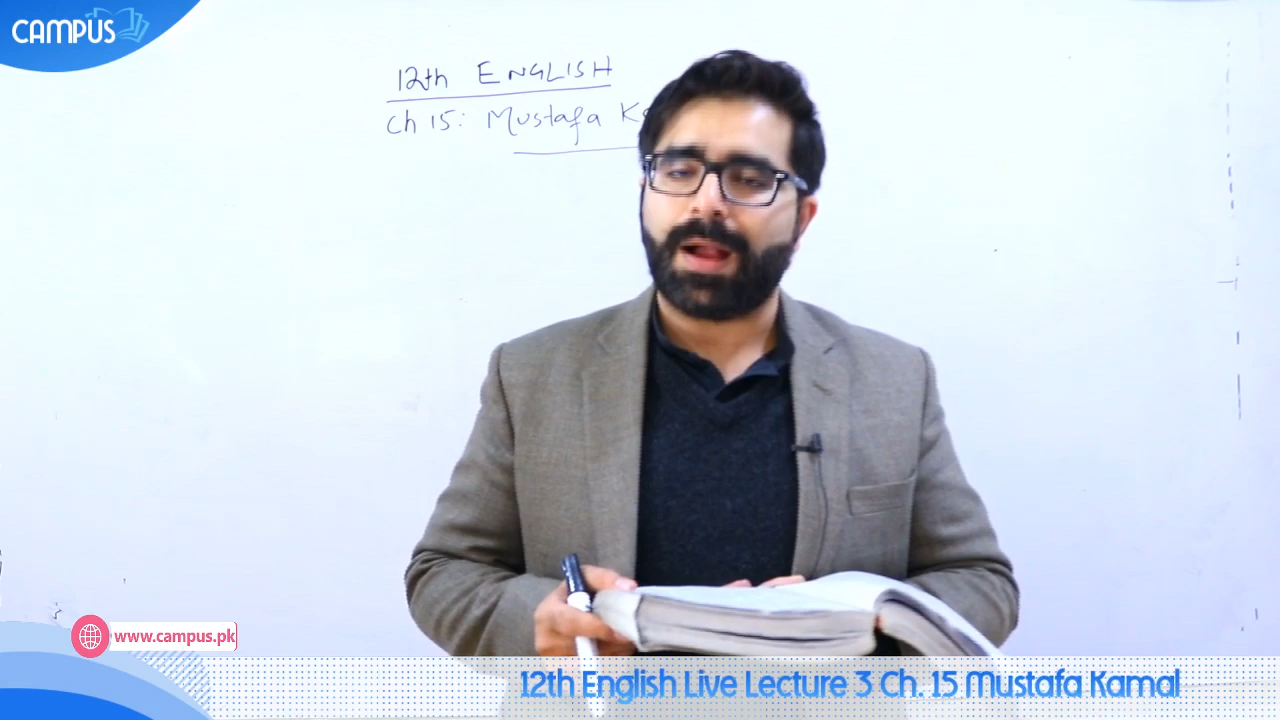 CAMPUS
12th ENGLISH
Ch 15: Mustafa
www.campus.pk
12th English Live Lecture 3 Ch. 15 Mustafa Kamal